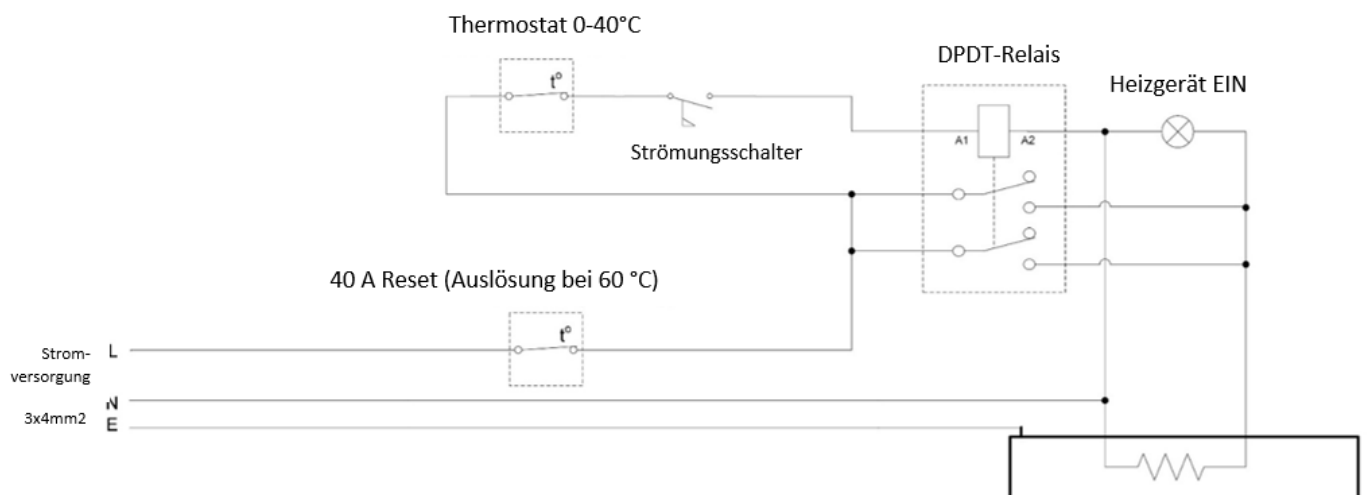 Thermostat 0-40°C
DPDT-Relais
Heizgerät EIN
t°
A1
A2
Strömungsschalter
40 A Reset (Auslösung bei 60 °C)
t°
Strom-
versorgung
L
N
3x4mm2
E